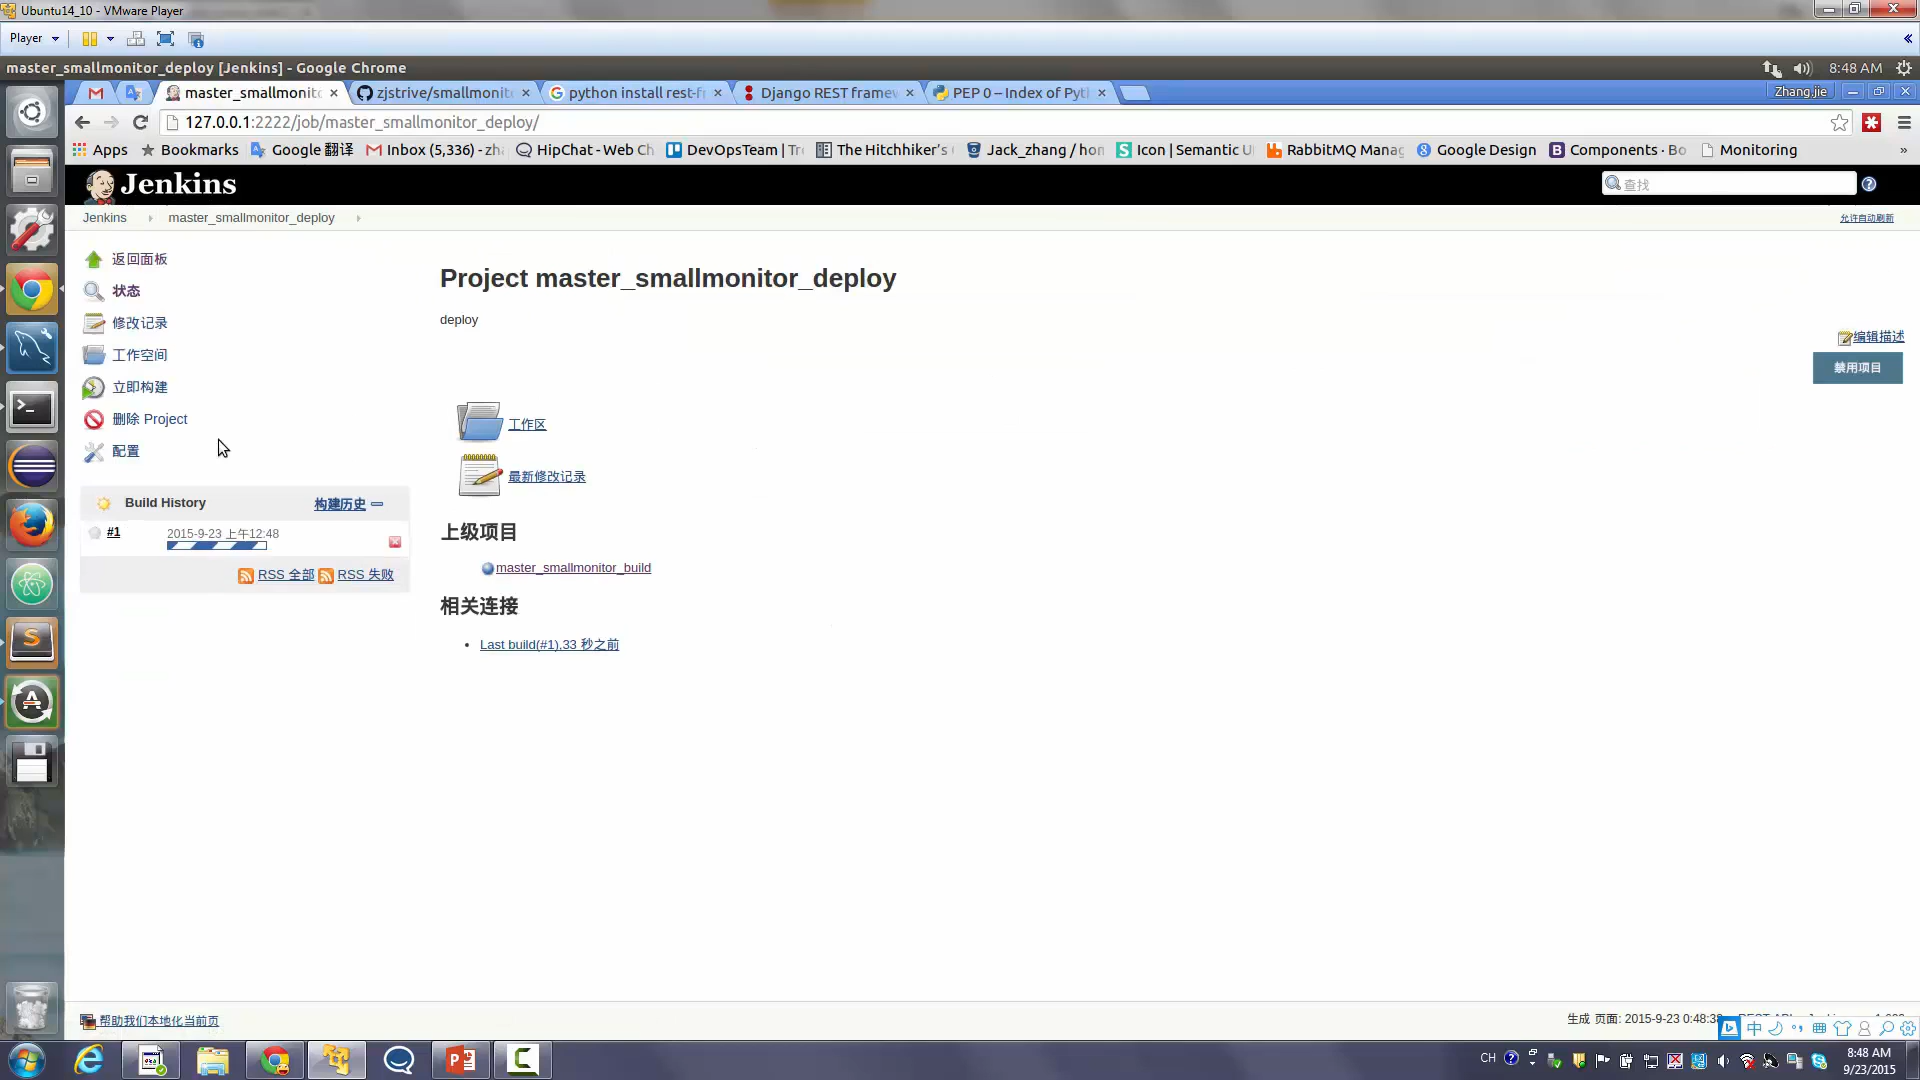 Ubuntu14_10 - VMware Player
Player
master_smallmonitor_deploy [Jenkins] - Google Chrome
8:48 AM
master_smallmonito
zjstrive/smallmonito
python install rest-f
Django REST framew
PEP 0 – Index of Pyt
Zhang.jie
127.0.0.1:2222/job/master_smallmonitor_deploy/
Apps
Bookmarks
Google 翻译
Inbox (5,336) - zh
HipChat - Web C
DevOpsTeam | Tr
The Hitchhiker's
Jack_zhang / hon
Icon | Semantic U
RabbitMQ Manag
Google Design
Components · Bo
Monitoring
»
Jenkins
查找
Jenkins
master_smallmonitor_deploy
允许自动刷新
返回面板
状态
修改记录
工作空间
立即构建
删除 Project
配置
Project master_smallmonitor_deploy
deploy
编辑描述
禁用项目
工作区
最新修改记录
Build History
构建历史
#1
2015-9-23 上午12:48
RSS 全部
RSS 失败
上级项目
master_smallmonitor_build
相关连接
Last build(#1),33 秒之前
帮助我们本地化当前页
生成 页面: 2015-9-23 0:48:3
中
CH
8:48 AM
9/23/2015